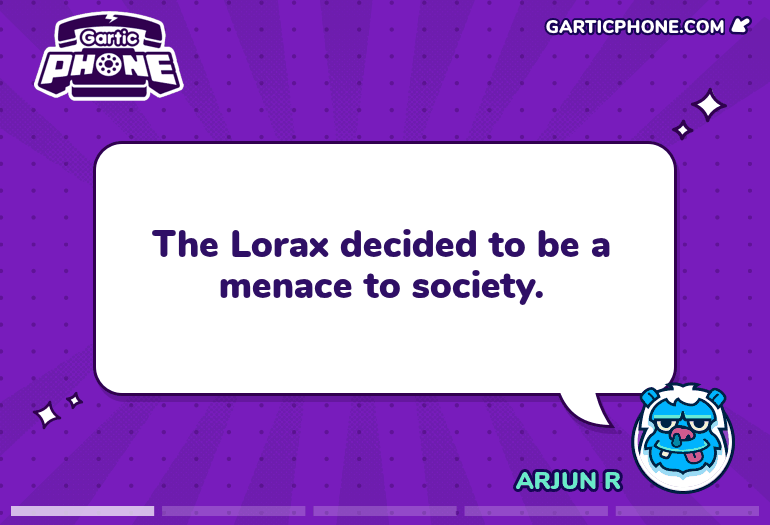 Gartic
PHONE
GARTICPHONE.COM
The Lorax decided to be a
menace to society.
ARJUN R